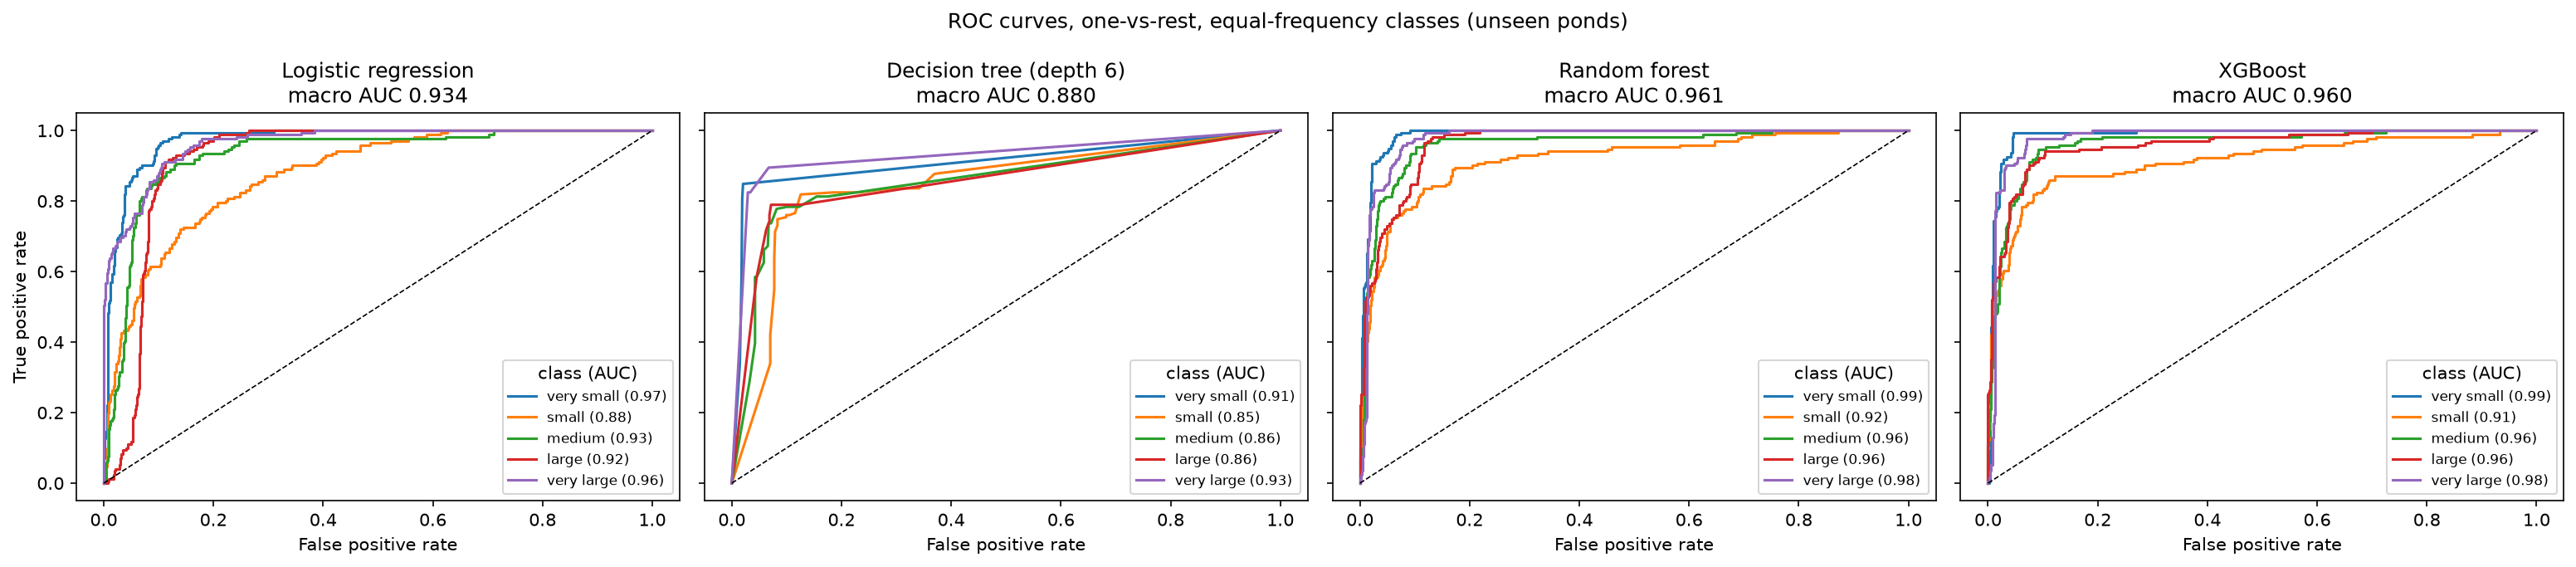 ROC curves, one-vs-rest, equal-frequency classes (unseen ponds)
Logistic regression
macro AUC 0.934
True positive rate
1.0
0.8
0.6
0.4
0.2
0.0
class (AUC)
very small (0.97)
small (0.88)
medium (0.93)
large (0.92)
very large (0.96)
0.0 0.2 0.4 0.6 0.8 1.0
False positive rate
Decision tree (depth 6)
macro AUC 0.880
class (AUC)
very small (0.91)
small (0.85)
medium (0.86)
large (0.86)
very large (0.93)
0.0 0.2 0.4 0.6 0.8 1.0
False positive rate
Random forest
macro AUC 0.961
class (AUC)
very small (0.99)
small (0.92)
medium (0.96)
large (0.96)
very large (0.98)
0.0 0.2 0.4 0.6 0.8 1.0
False positive rate
XGBoost
macro AUC 0.960
class (AUC)
very small (0.99)
small (0.91)
medium (0.96)
large (0.96)
very large (0.98)
0.0 0.2 0.4 0.6 0.8 1.0
False positive rate